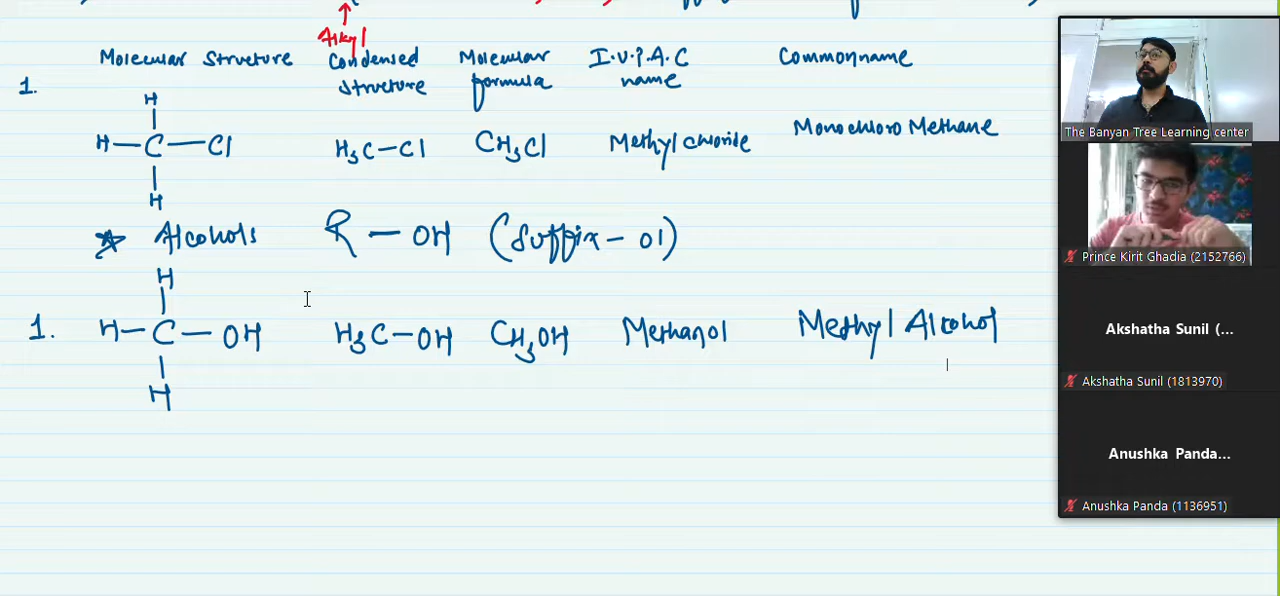 Alkyl
Molecular Structure Condensed Structure Molecular formula I.U.P.A.C name Common name
1.
H
H—C—Cl H₃C—Cl CH₃Cl Methyl chloride Monochloro Methane
H
* Alcohols R—OH (Suffix - ol)
H
1. H—C—OH H₃C—OH CH₃OH Methanol Methyl Alcohol
H
The Banyan Tree Learning center
Prince Kirit Ghadia (2152766)
Akshatha Sunil (...
Akshatha Sunil (1813970)
Anushka Panda...
Anushka Panda (1136951)